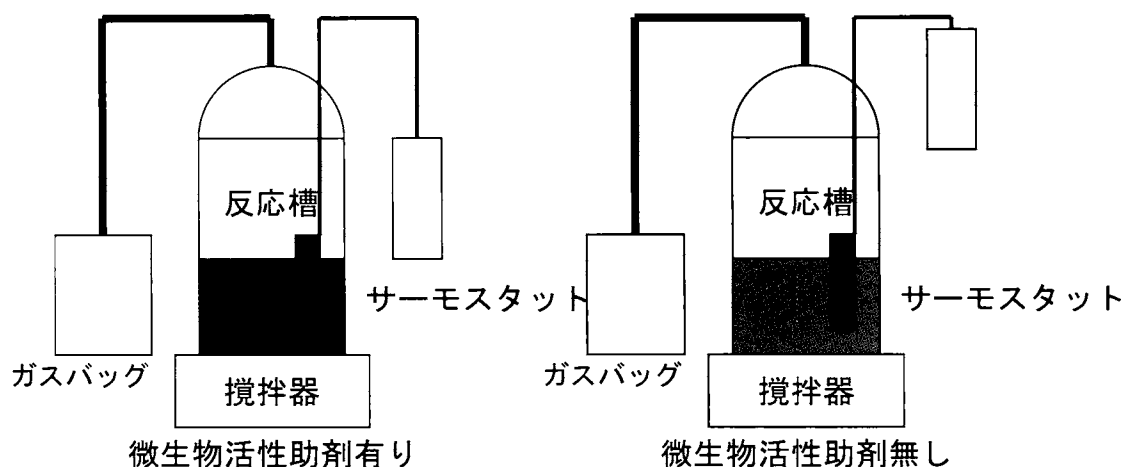 反応槽
サーモスタット
ガスバッグ
攪拌器
微生物活性助剤有り
反応槽
サーモスタット
ガスバッグ
攪拌器
微生物活性助剤無し